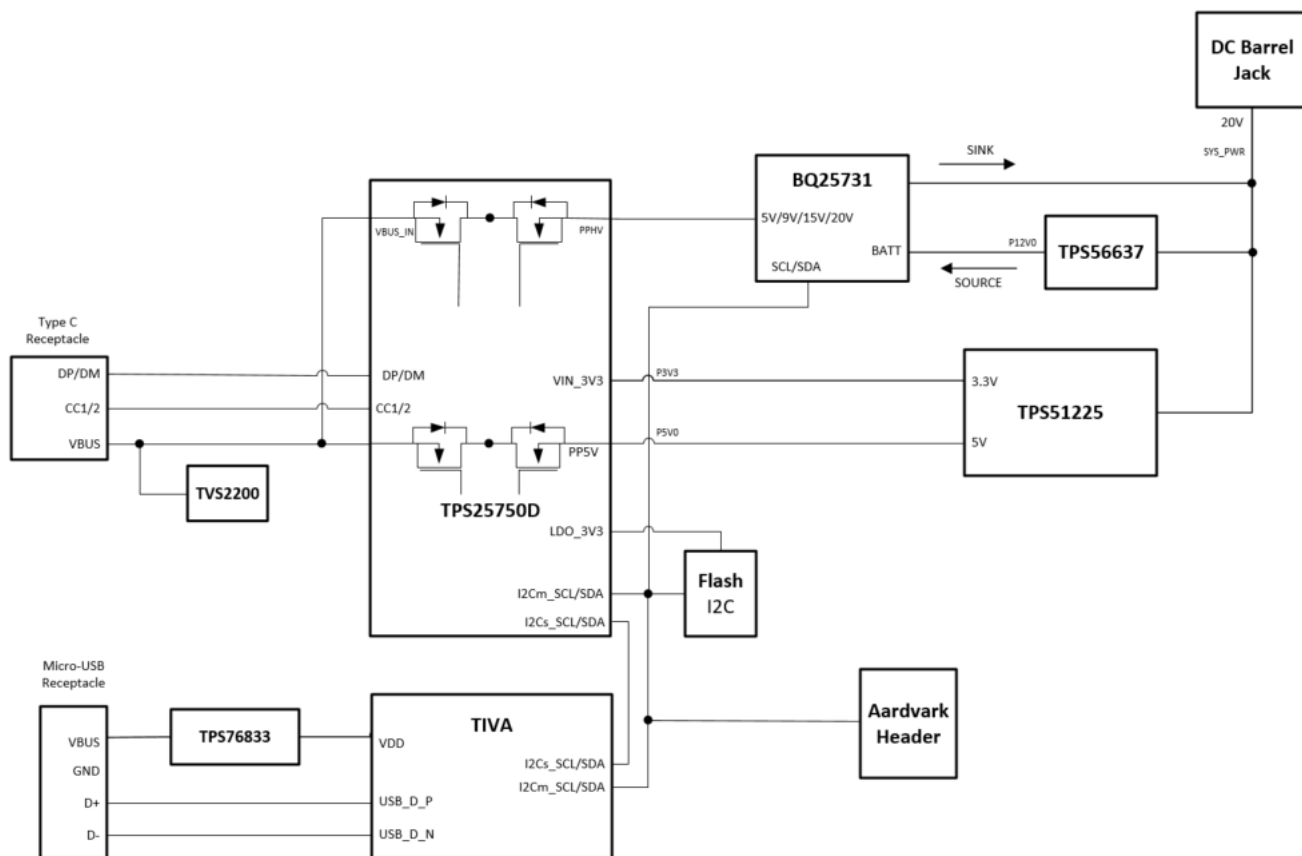 DC Barrel
Jack
20V
SYS_PWR
SINK
BQ25731
5V/9V/15V/20V
BATT
SCL/SDA
P12V0
TPS56637
SOURCE
VBUS_IN
PPHV
Type C
Receptacle
DP/DM
CC1/2
VBUS
TVS2200
DP/DM
CC1/2
VIN_3V3
PP5V
TPS25750D
LDO_3V3
I2Cm_SCL/SDA
I2Cs_SCL/SDA
P3V3
P5V0
3.3V
TPS51225
5V
Flash
I2C
Micro-USB
Receptacle
VBUS
GND
D+
D-
TPS76833
TIVA
VDD
I2Cs_SCL/SDA
I2Cm_SCL/SDA
USB_D_P
USB_D_N
Aardvark
Header